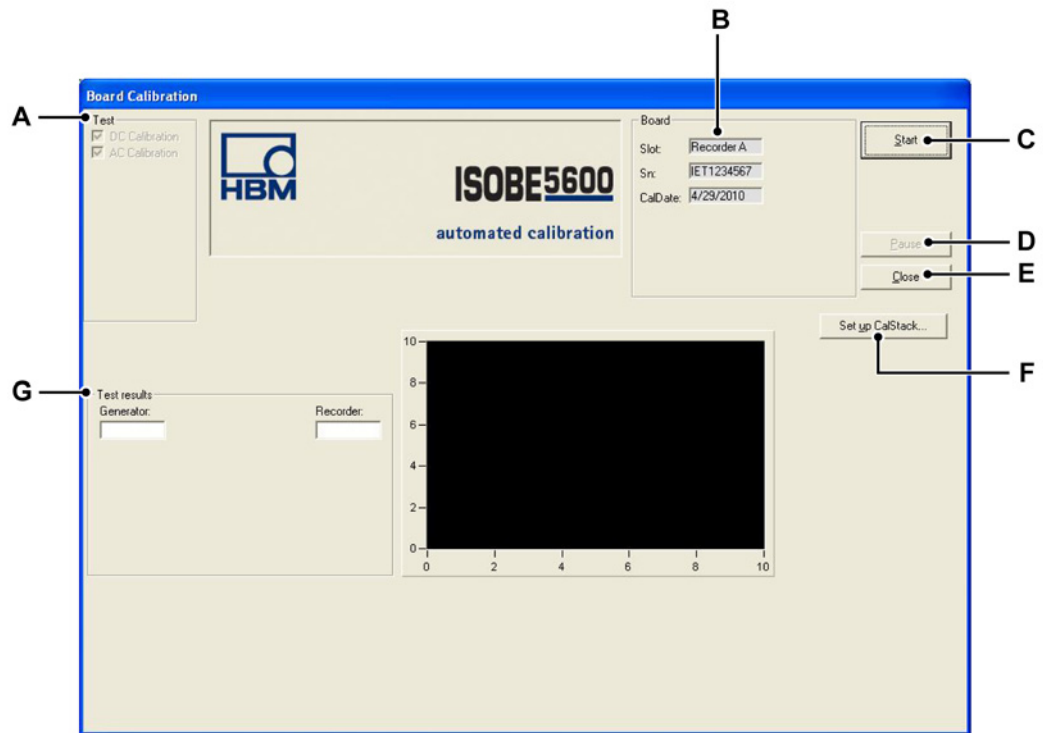 B
Board Calibration
A
Test
DC Calibration
AC Calibration
HBM
ISOBE5600
automated calibration
Board
Slot: Recorder A
Sn: IET1234567
CalDate: 4/29/2010
Start
C
Pause
D
Close
E
Set up CalStack...
F
G
Test results
Generator:
Recorder:
10
8
6
4
2
0
0 2 4 6 8 10